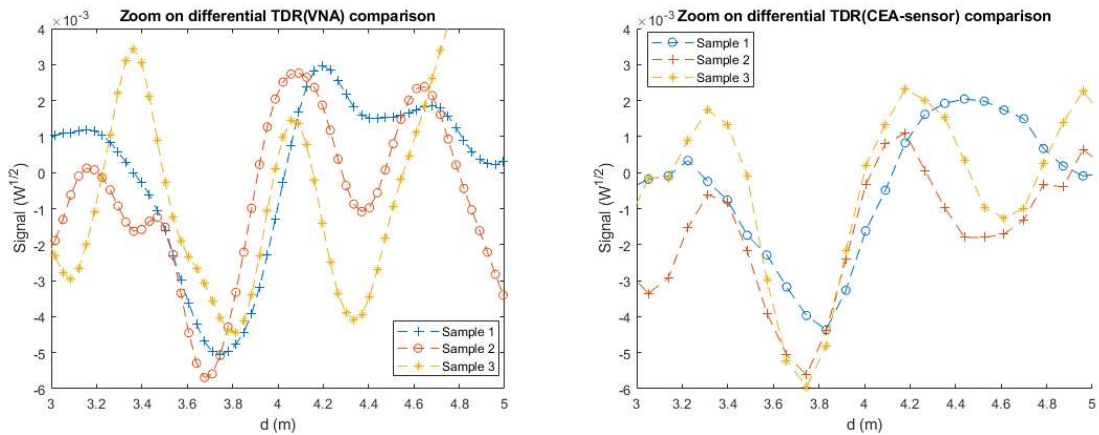 Zoom on differential TDR(VNA) comparison
×10⁻³
4
3
2
1
0
-1
-2
-3
-4
-5
-6
Signal (W^1/2)
Sample 1
Sample 2
Sample 3
3 3.2 3.4 3.6 3.8 4 4.2 4.4 4.6 4.8 5
d (m)
Zoom on differential TDR(CEA-sensor) comparison
×10⁻³
Sample 1
Sample 2
Sample 3
4
3
2
1
0
-1
-2
-3
-4
-5
-6
Signal (W^1/2)
3 3.2 3.4 3.6 3.8 4 4.2 4.4 4.6 4.8 5
d (m)